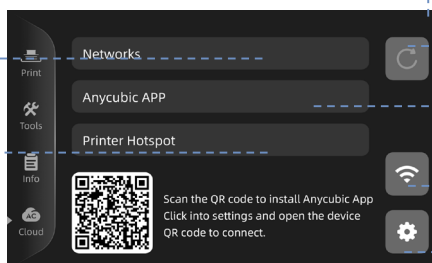 Networks
Print
Anycubic APP
Tools
Printer Hotspot
Info
Scan the QR code to install Anycubic App
Click into settings and open the device
QR code to connect.
AC
Cloud